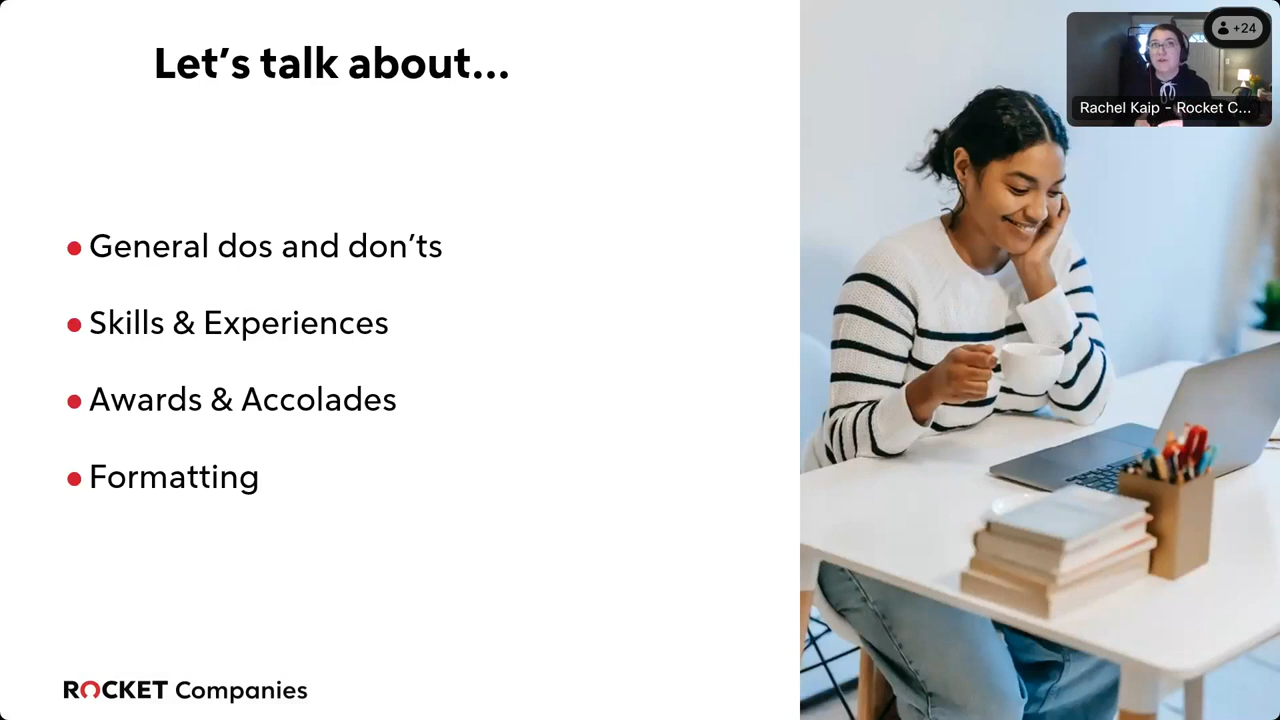 Let's talk about...
+24
Rachel Kaip - Rocket C...
General dos and don'ts
Skills & Experiences
Awards & Accolades
Formatting
ROCKET Companies